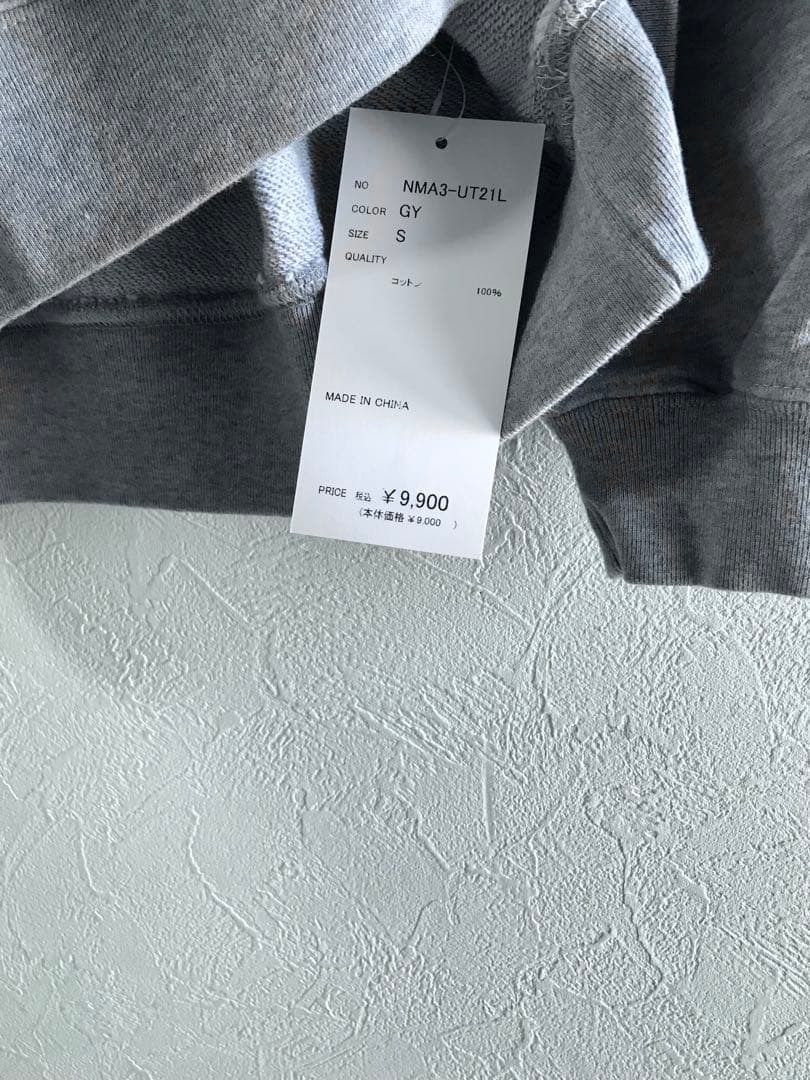 NO NMA3-UT21L
COLOR GY
SIZE S
QUALITY
コットン 100%
MADE IN CHINA
PRICE 税込 ¥9,900
(本体価格 ¥9,000 )